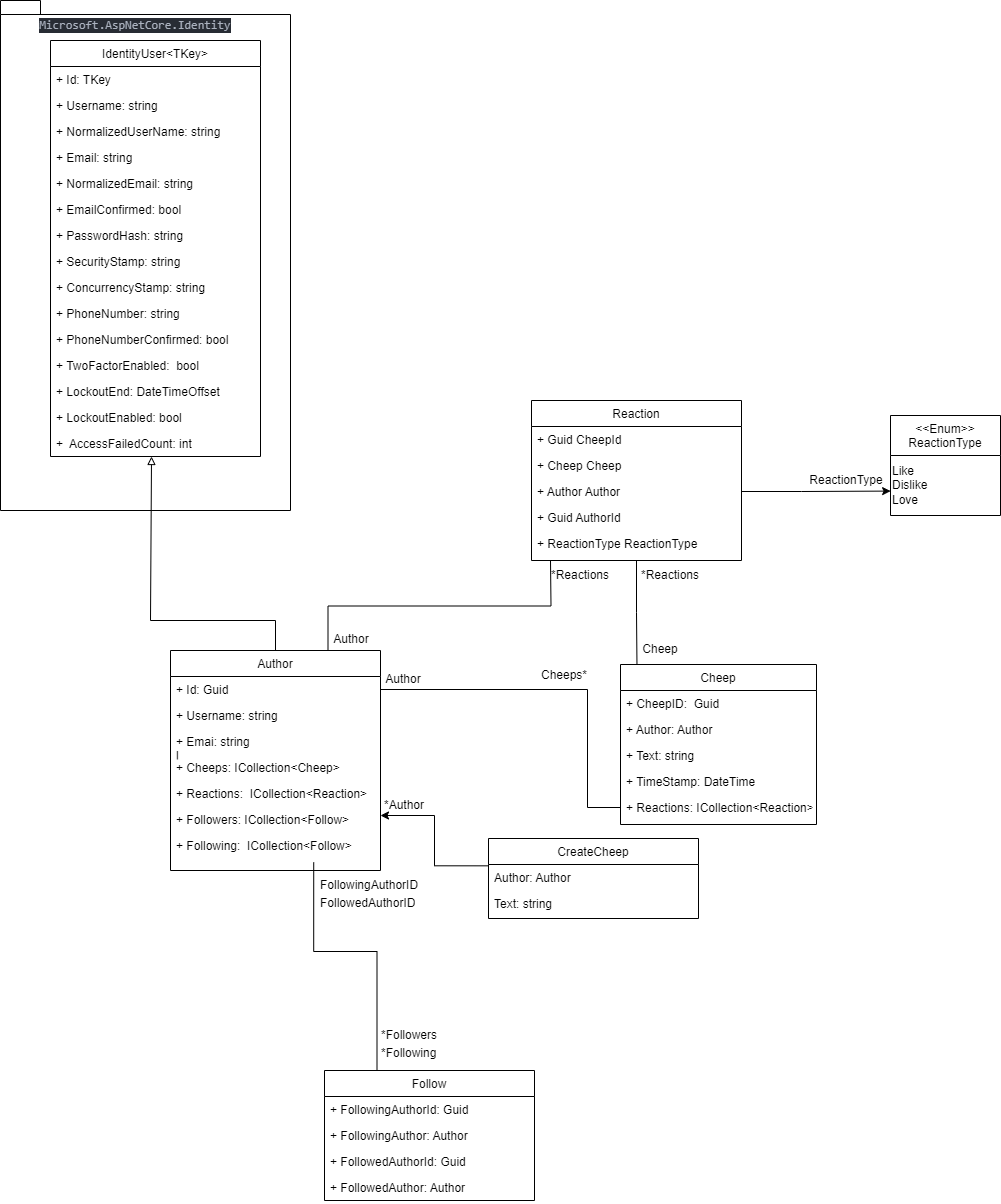 Microsoft.AspNetCore.Identity
IdentityUser<TKey>
+ Id: TKey
+ Username: string
+ NormalizedUserName: string
+ Email: string
+ NormalizedEmail: string
+ EmailConfirmed: bool
+ PasswordHash: string
+ SecurityStamp: string
+ ConcurrencyStamp: string
+ PhoneNumber: string
+ PhoneNumberConfirmed: bool
+ TwoFactorEnabled:  bool
+ LockoutEnd: DateTimeOffset
+ LockoutEnabled: bool
+  AccessFailedCount: int
Reaction
+ Guid CheepId
+ Cheep Cheep
+ Author Author
+ Guid AuthorId
+ ReactionType ReactionType
ReactionType
<<Enum>>
ReactionType
Like
Dislike
Love
*Reactions
*Reactions
Author
Cheep
Author
+ Id: Guid
+ Username: string
+ Emai: string
l
+ Cheeps: ICollection<Cheep>
+ Reactions:  ICollection<Reaction>
+ Followers: ICollection<Follow>
+ Following:  ICollection<Follow>
Author
Cheeps*
Cheep
+ CheepID:  Guid
+ Author: Author
+ Text: string
+ TimeStamp: DateTime
+ Reactions: ICollection<Reaction>
*Author
CreateCheep
Author: Author
Text: string
FollowingAuthorID
FollowedAuthorID
*Followers
*Following
Follow
+ FollowingAuthorId: Guid
+ FollowingAuthor: Author
+ FollowedAuthorId: Guid
+ FollowedAuthor: Author